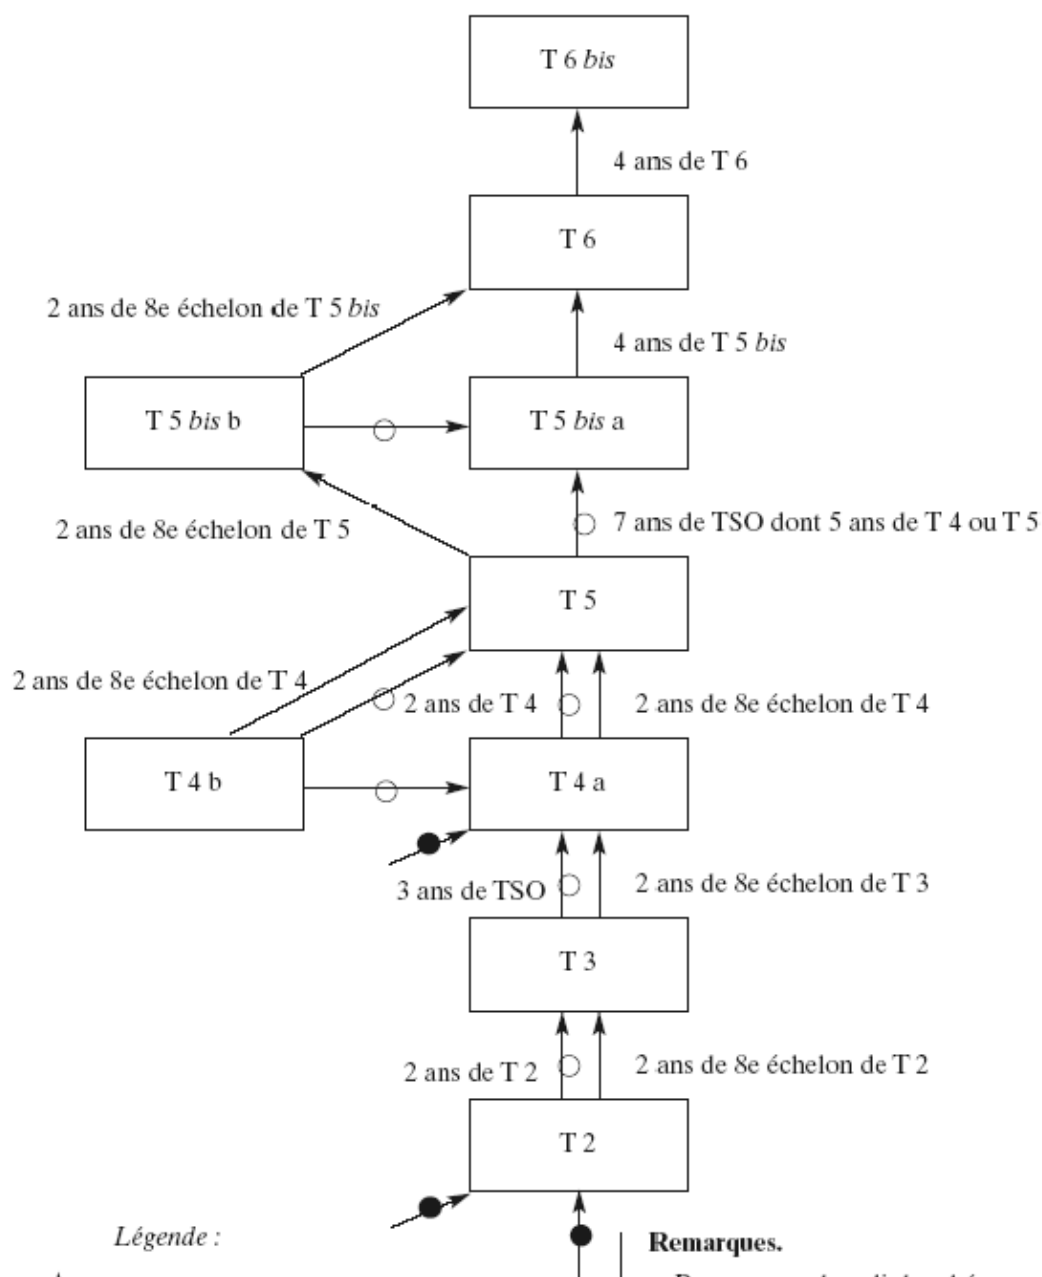 T 6 bis
4 ans de T 6
T 6
2 ans de 8e échelon de T 5 bis
4 ans de T 5 bis
T 5 bis b
T 5 bis a
2 ans de 8e échelon de T 5
7 ans de TSO dont 5 ans de T 4 ou T 5
T 5
2 ans de 8e échelon de T 4
2 ans de T 4
2 ans de 8e échelon de T 4
T 4 b
T 4 a
3 ans de TSO
2 ans de 8e échelon de T 3
T 3
2 ans de T 2
2 ans de 8e échelon de T 2
T 2
Légende :
Remarques.